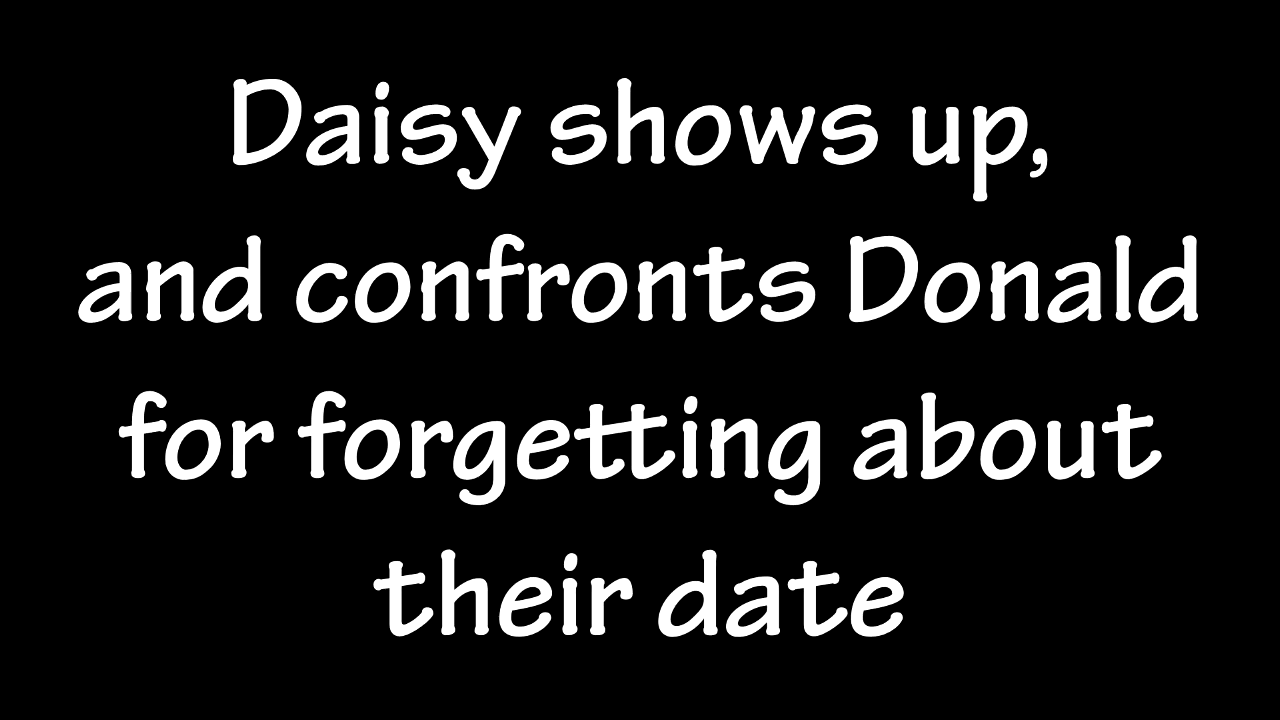 Daisy shows up,
and confronts Donald
for forgetting about
their date